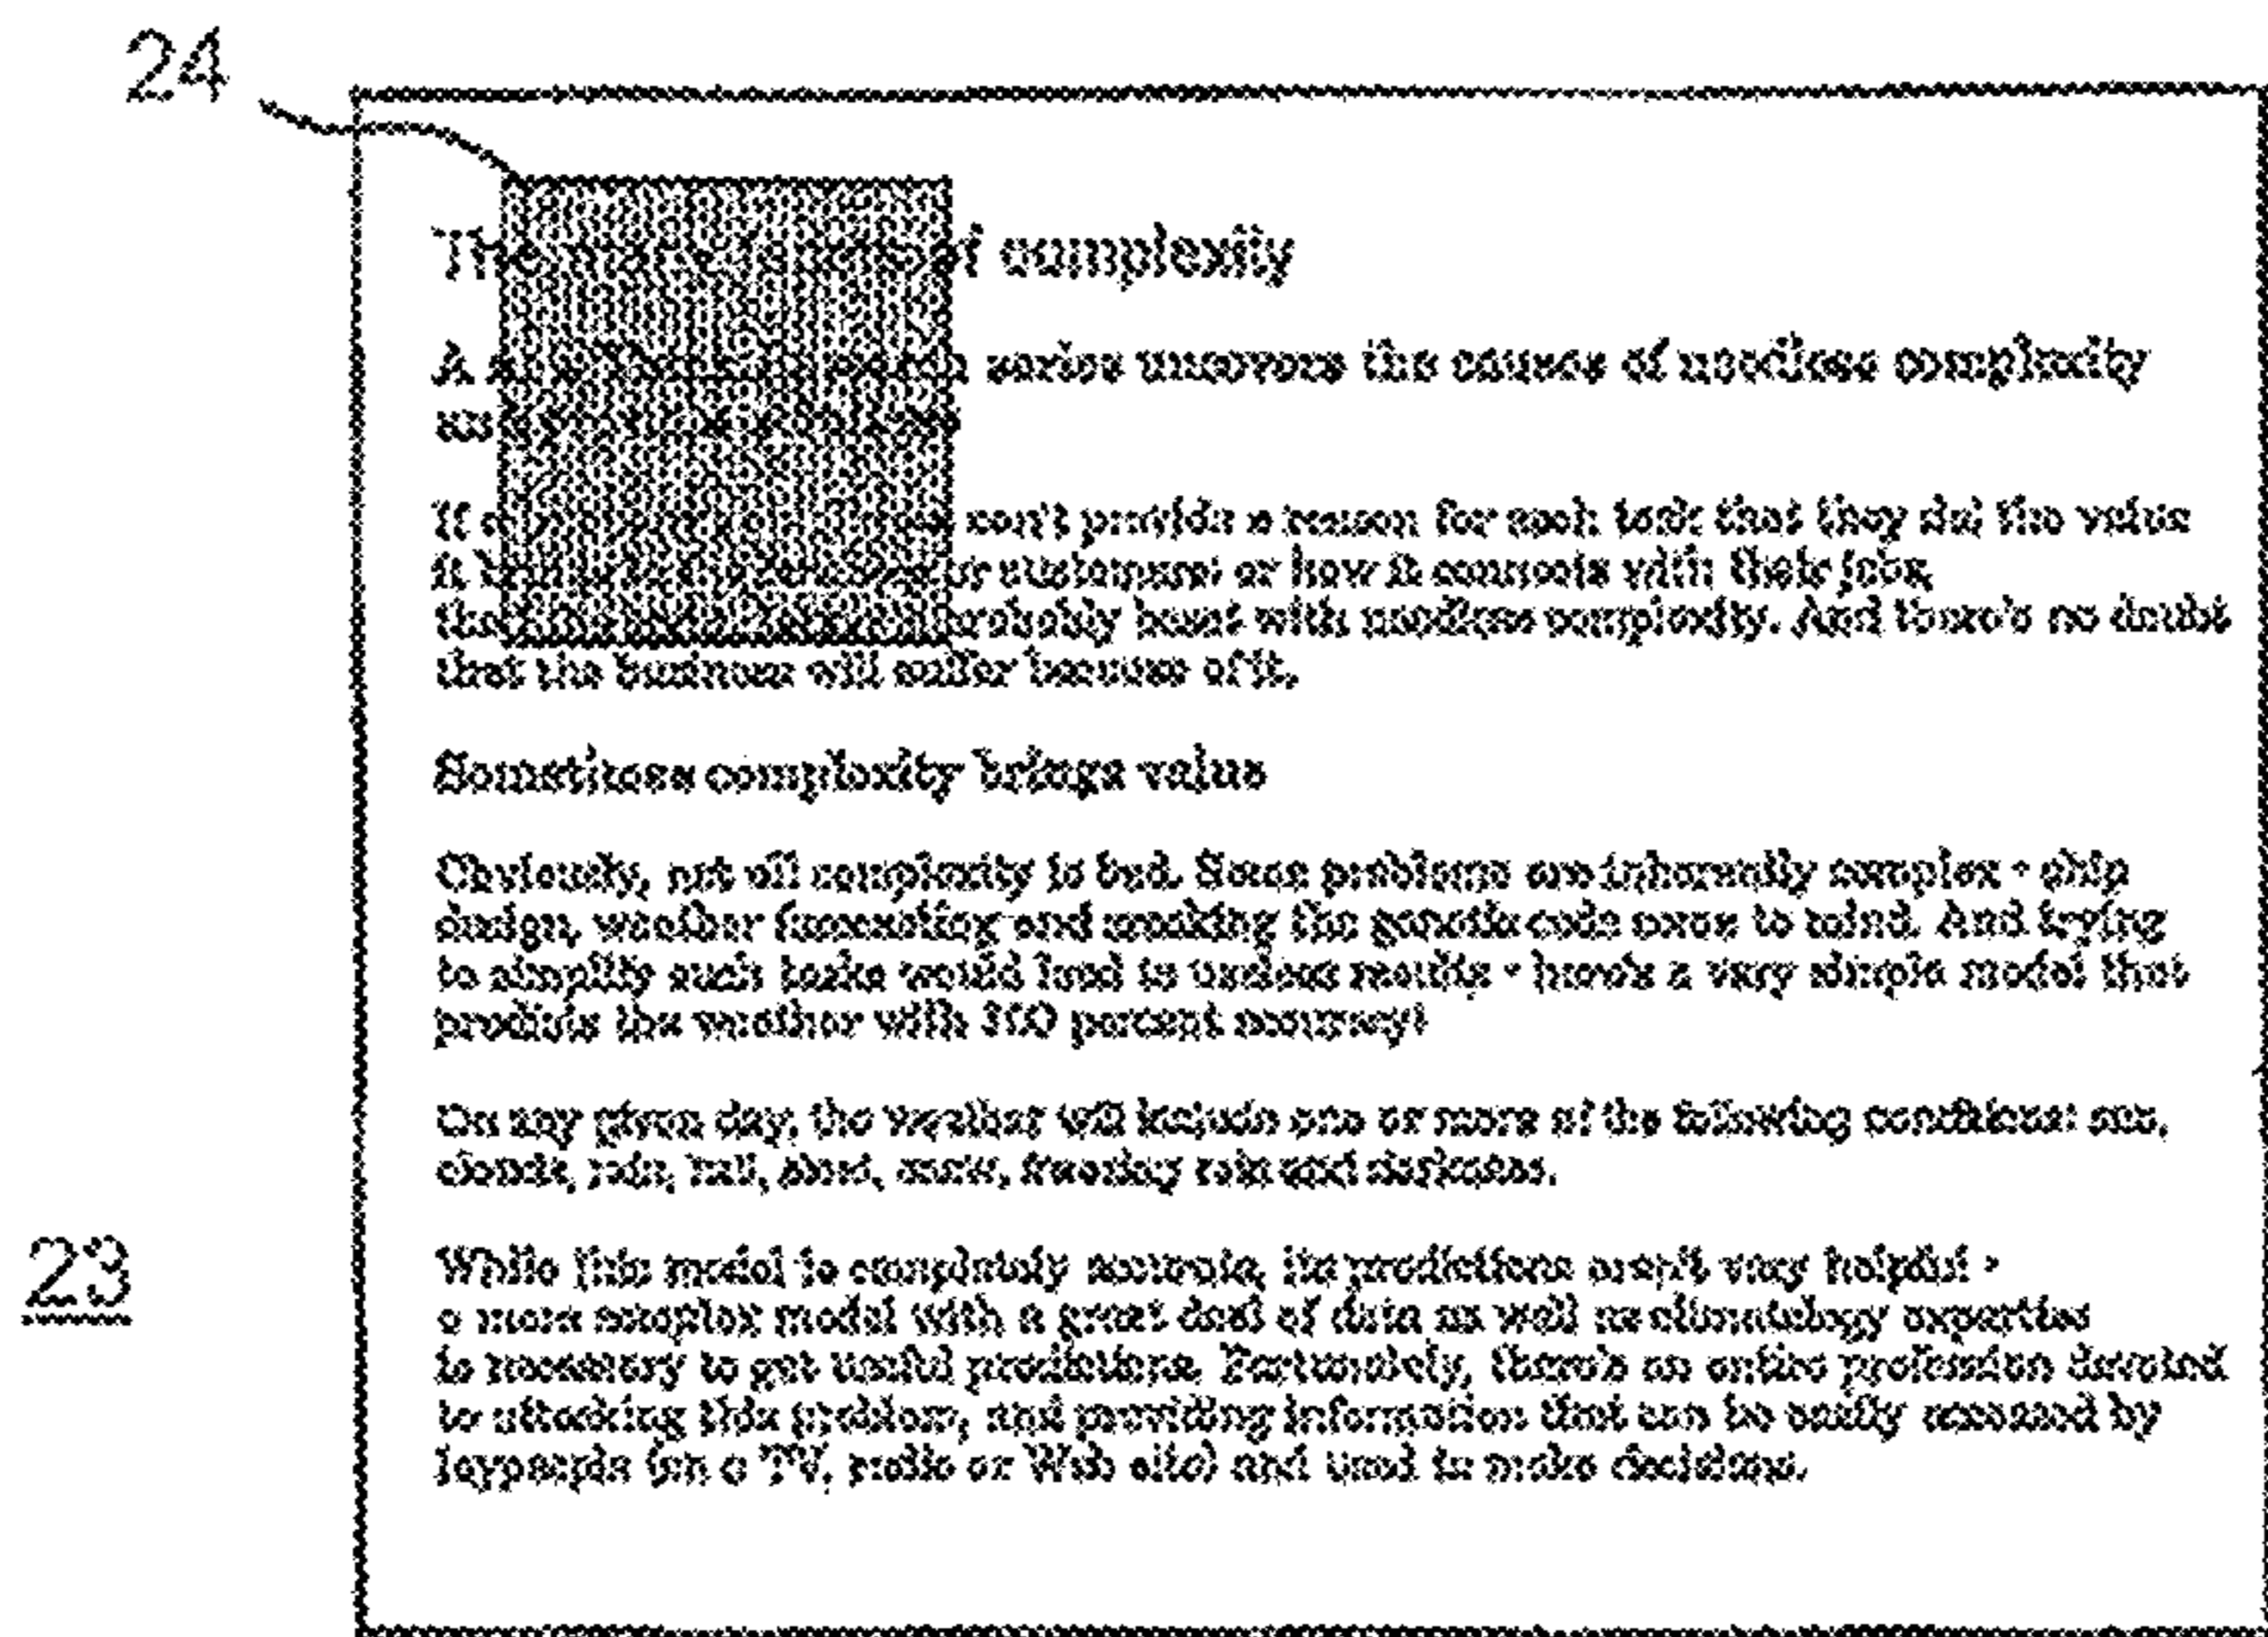 24
The of complexity
A series uncovers the causes of needless complexity
If can't provide a reason for each task that they do; the value
it or customers; or how it connects with their jobs,
the probably beset with needless complexity. And there's no doubt
that the business will suffer because of it.
Sometimes complexity brings value
Obviously, not all complexity is bad. Some problems are inherently complex - chip
design, weather forecasting and the genetic code come to mind. And trying
to simplify such tasks would lead to useless results - here's a very simple model that
predicts the weather with 100 percent accuracy:
On any given day, the weather will include one or more of the following conditions: sun,
clouds, rain, hail, sleet, snow, freezing rain and darkness.
23
While this model is completely accurate, its predictions aren't very helpful -
a more complex model with a great deal of data as well as climatology expertise
is necessary to get useful predictions. Fortunately, there's an entire profession devoted
to attacking this problem, and providing information that can be easily accessed by
laypeople (on a TV, radio or Web site) and used to make decisions.